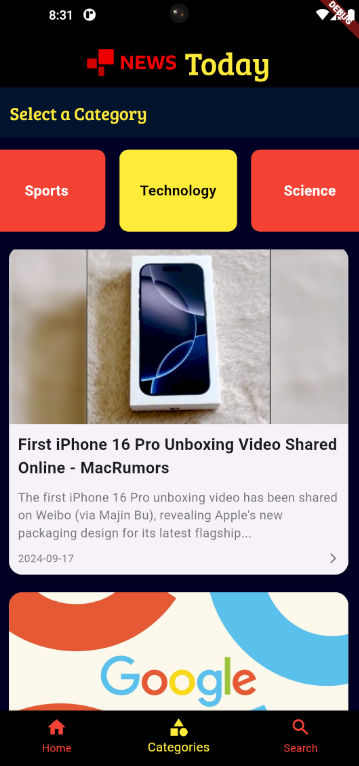 8:31
DEBUG
NEWS Today
Select a Category
Sports
Technology
Science
First iPhone 16 Pro Unboxing Video Shared
Online - MacRumors
The first iPhone 16 Pro unboxing video has been shared
on Weibo (via Majin Bu), revealing Apple's new
packaging design for its latest flagship...
2024-09-17
Google
Home
Categories
Search